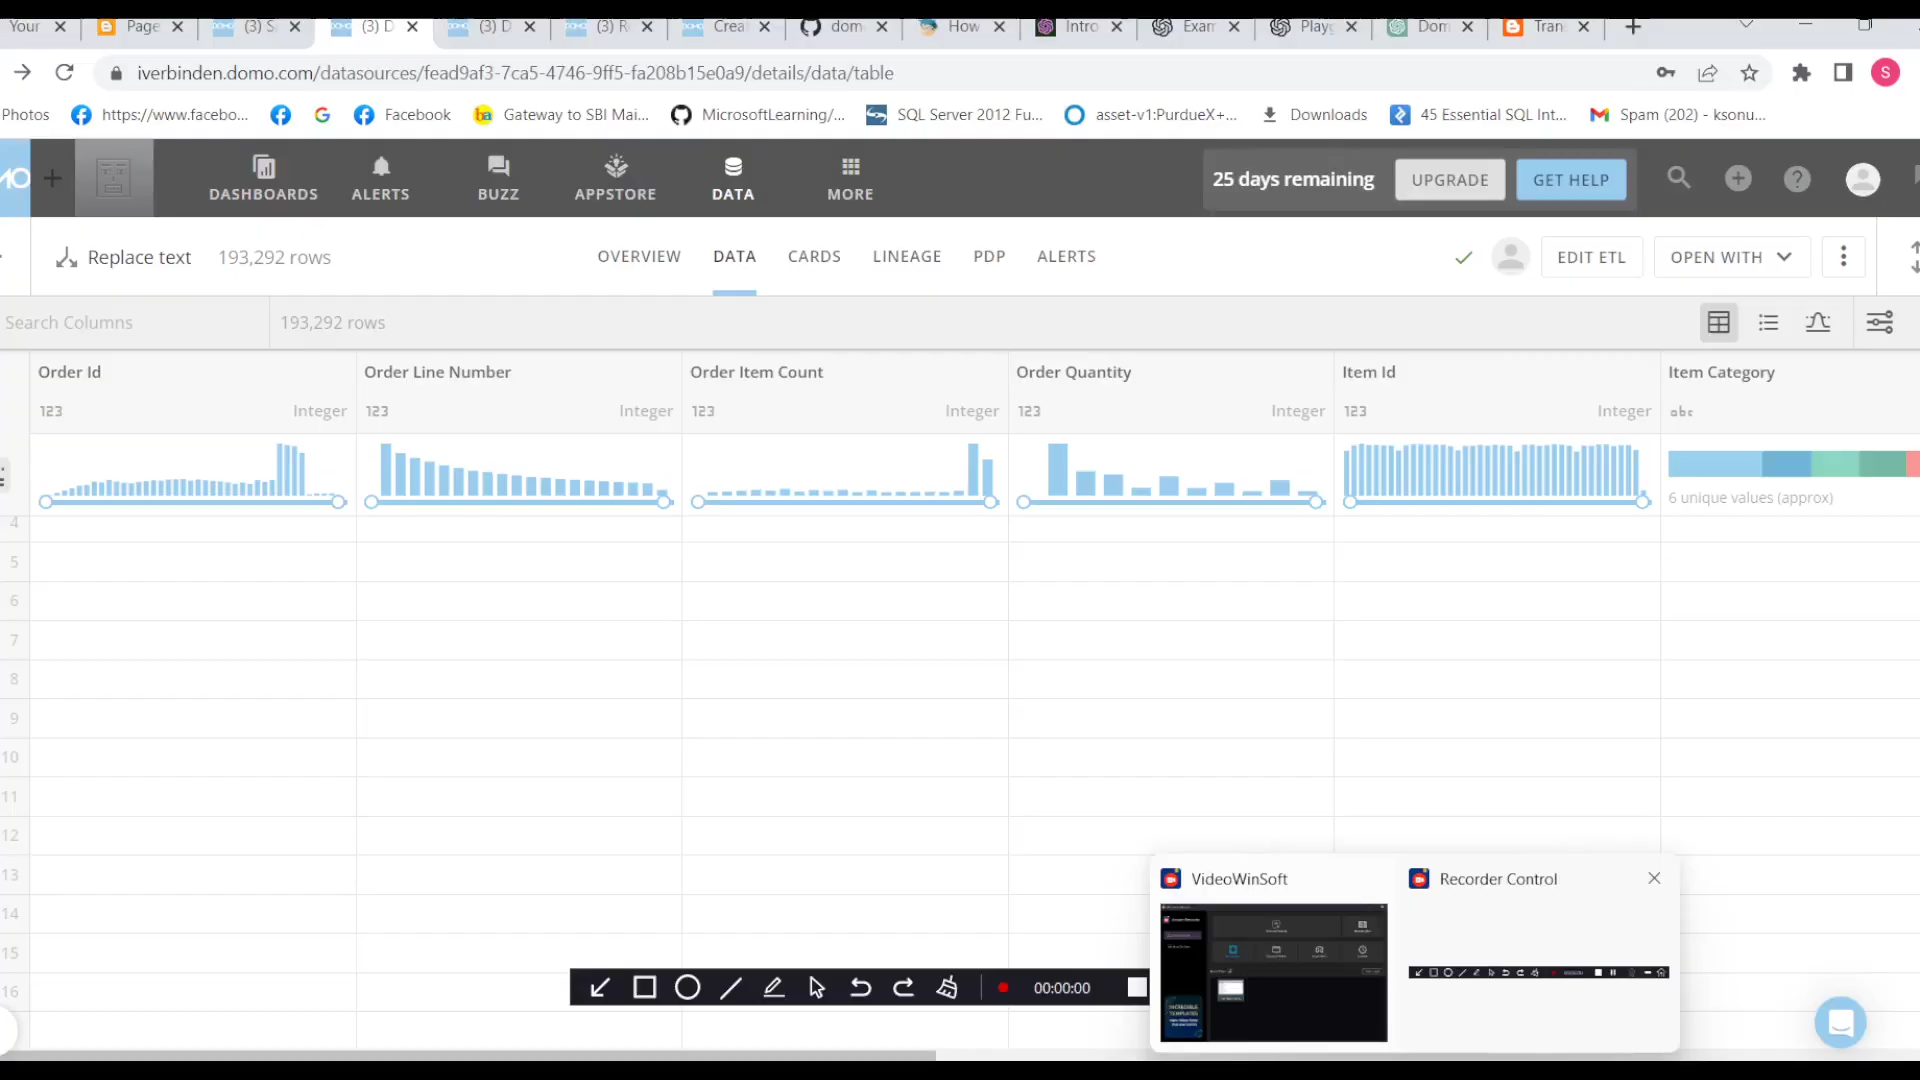 Your
Page
(3) S
(3) D
(3) D
(3) R
Crea
dom
How
Intro
Exam
Playg
Dom
Tran
iverbinden.domo.com/datasources/fead9af3-7ca5-4746-9ff5-fa208b15e0a9/details/data/table
S
Photos
https://www.facebo...
Facebook
Gateway to SBI Mai...
MicrosoftLearning/...
SQL Server 2012 Fu...
asset-v1:PurdueX+...
Downloads
45 Essential SQL Int...
Spam (202) - ksonu...
MO
DASHBOARDS
ALERTS
BUZZ
APPSTORE
DATA
MORE
25 days remaining
UPGRADE
GET HELP
Replace text
193,292 rows
OVERVIEW
DATA
CARDS
LINEAGE
PDP
ALERTS
EDIT ETL
OPEN WITH
Search Columns
193,292 rows
Order Id
Order Line Number
Order Item Count
Order Quantity
Item Id
Item Category
123 Integer
123 Integer
123 Integer
123 Integer
123 Integer
abc
6 unique values (approx)
4
5
6
7
8
9
10
11
12
13
14
15
16
VideoWinSoft
Recorder Control
00:00:00
INCREDIBLE
TEMPLATES